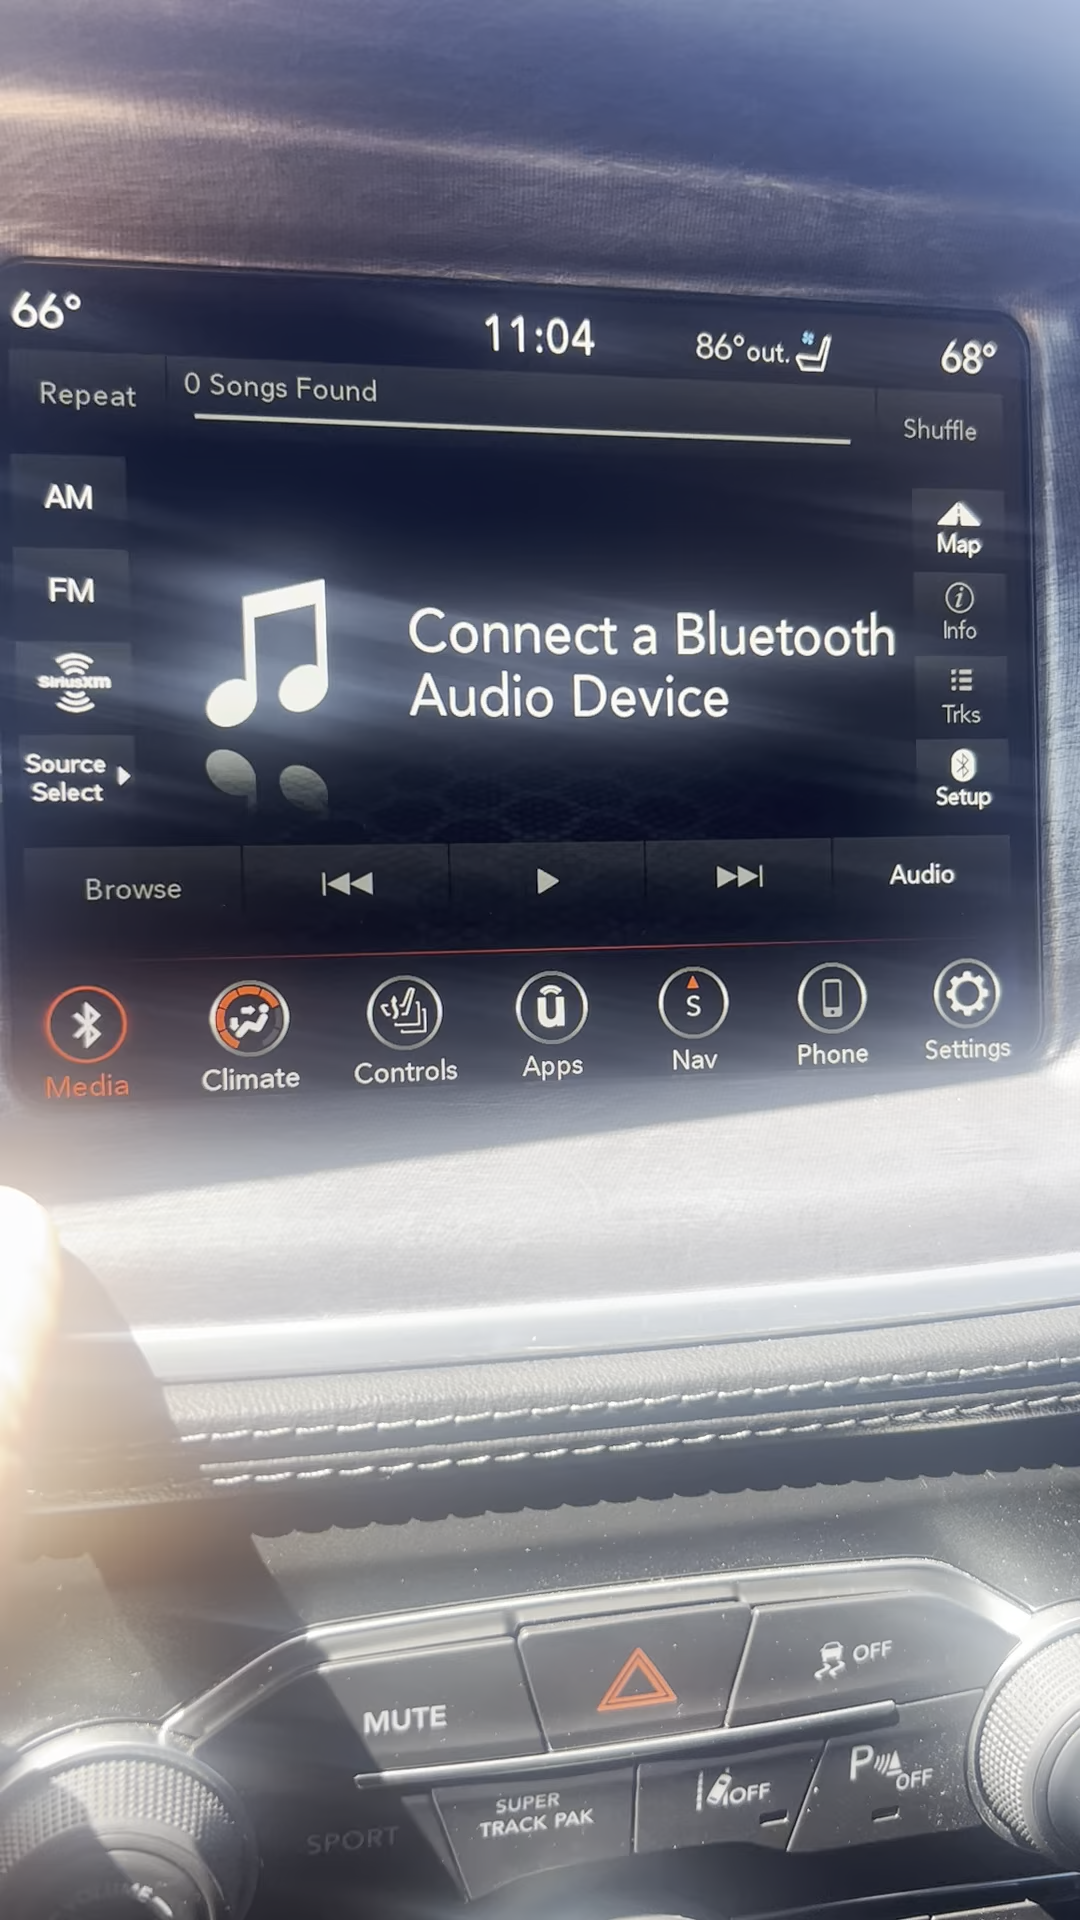 66°
11:04
86°out.
68°
Repeat
0 Songs Found
Shuffle
AM
FM
SiriusXM
Source
Select
Connect a Bluetooth
Audio Device
Map
Info
Trks
Setup
Browse
Audio
Media
Climate
Controls
Apps
S
Nav
Phone
Settings
MUTE
OFF
SUPER
TRACK PAK
OFF
P OFF
SPORT
VOLUME